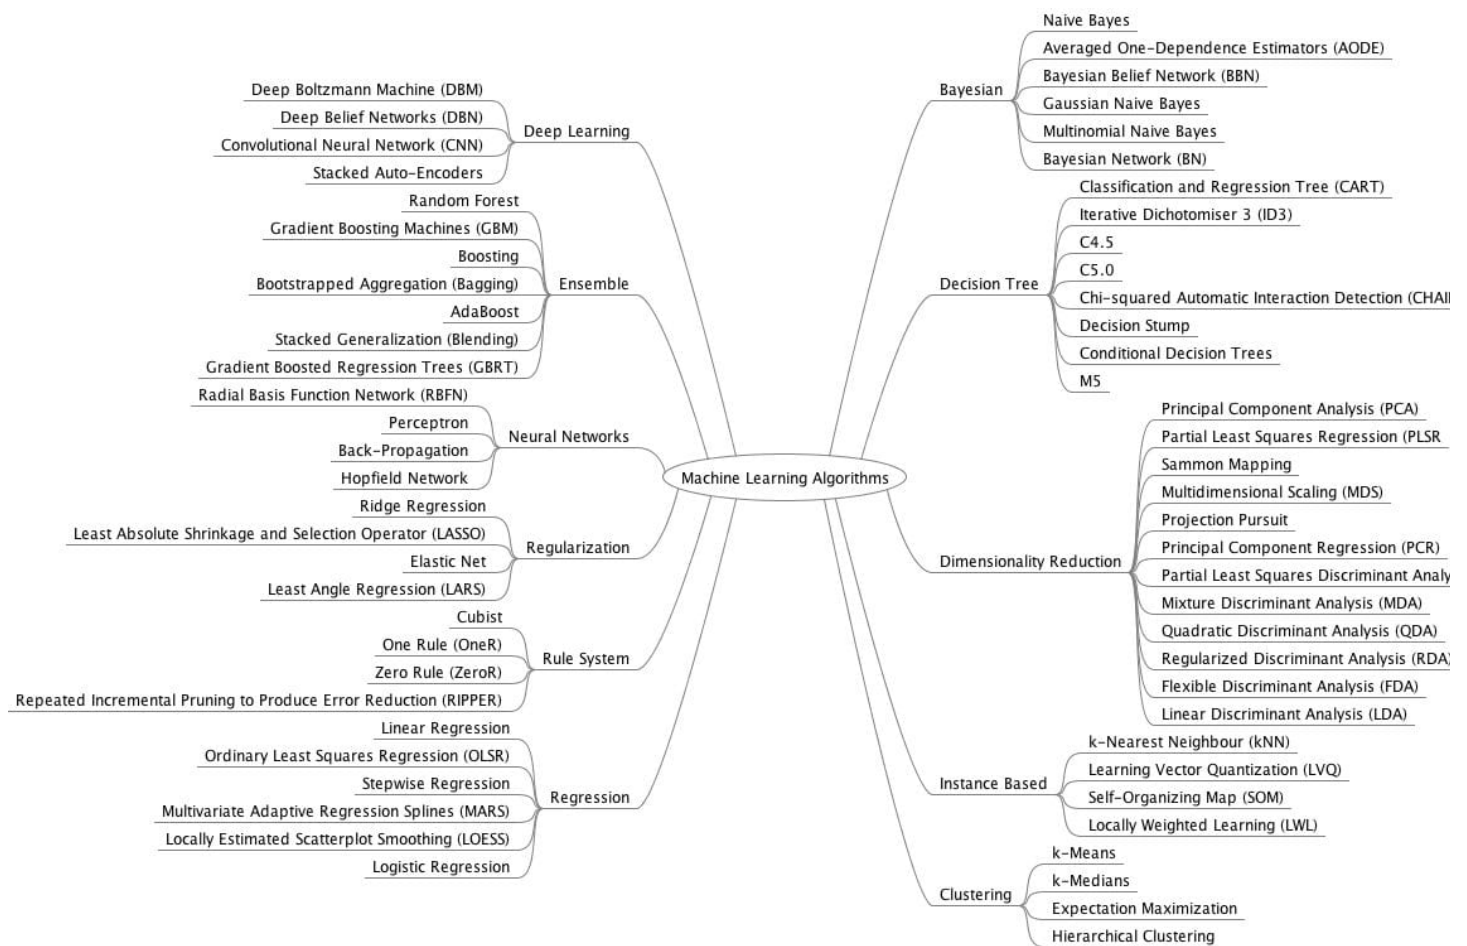 Machine Learning Algorithms
Deep Learning
Deep Boltzmann Machine (DBM)
Deep Belief Networks (DBN)
Convolutional Neural Network (CNN)
Stacked Auto-Encoders
Ensemble
Random Forest
Gradient Boosting Machines (GBM)
Boosting
Bootstrapped Aggregation (Bagging)
AdaBoost
Stacked Generalization (Blending)
Gradient Boosted Regression Trees (GBRT)
Neural Networks
Radial Basis Function Network (RBFN)
Perceptron
Back-Propagation
Hopfield Network
Regularization
Ridge Regression
Least Absolute Shrinkage and Selection Operator (LASSO)
Elastic Net
Least Angle Regression (LARS)
Rule System
Cubist
One Rule (OneR)
Zero Rule (ZeroR)
Repeated Incremental Pruning to Produce Error Reduction (RIPPER)
Regression
Linear Regression
Ordinary Least Squares Regression (OLSR)
Stepwise Regression
Multivariate Adaptive Regression Splines (MARS)
Locally Estimated Scatterplot Smoothing (LOESS)
Logistic Regression
Bayesian
Naive Bayes
Averaged One-Dependence Estimators (AODE)
Bayesian Belief Network (BBN)
Gaussian Naive Bayes
Multinomial Naive Bayes
Bayesian Network (BN)
Decision Tree
Classification and Regression Tree (CART)
Iterative Dichotomiser 3 (ID3)
C4.5
C5.0
Chi-squared Automatic Interaction Detection (CHAI
Decision Stump
Conditional Decision Trees
M5
Dimensionality Reduction
Principal Component Analysis (PCA)
Partial Least Squares Regression (PLSR
Sammon Mapping
Multidimensional Scaling (MDS)
Projection Pursuit
Principal Component Regression (PCR)
Partial Least Squares Discriminant Analy
Mixture Discriminant Analysis (MDA)
Quadratic Discriminant Analysis (QDA)
Regularized Discriminant Analysis (RDA)
Flexible Discriminant Analysis (FDA)
Linear Discriminant Analysis (LDA)
Instance Based
k-Nearest Neighbour (kNN)
Learning Vector Quantization (LVQ)
Self-Organizing Map (SOM)
Locally Weighted Learning (LWL)
Clustering
k-Means
k-Medians
Expectation Maximization
Hierarchical Clustering